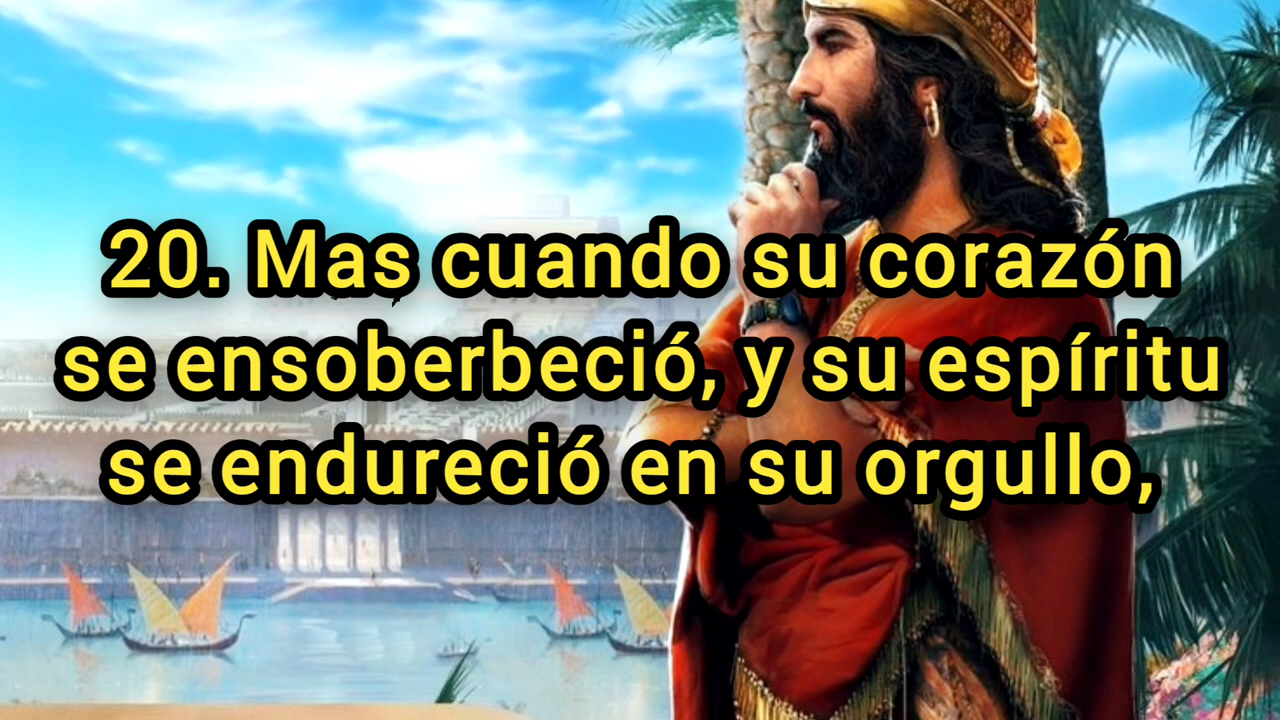 20. Mas cuando su corazón
se ensoberbeció, y su espíritu
se endureció en su orgullo,